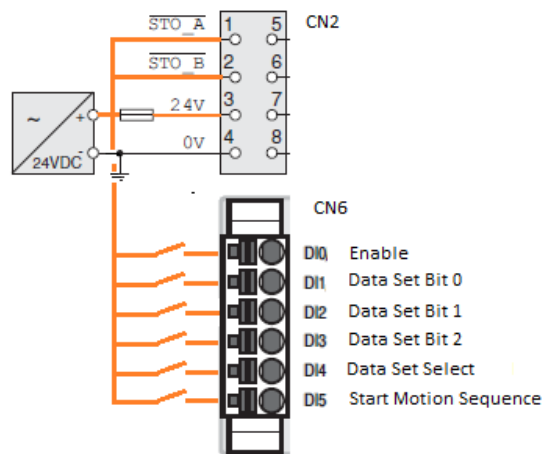 STO_A 1 5 CN2
STO_B 2 6
24V 3 7
0V 4 8
~ + -
24VDC
CN6
DI0, Enable
DI1 Data Set Bit 0
DI2 Data Set Bit 1
DI3 Data Set Bit 2
DI4 Data Set Select
DI5 Start Motion Sequence